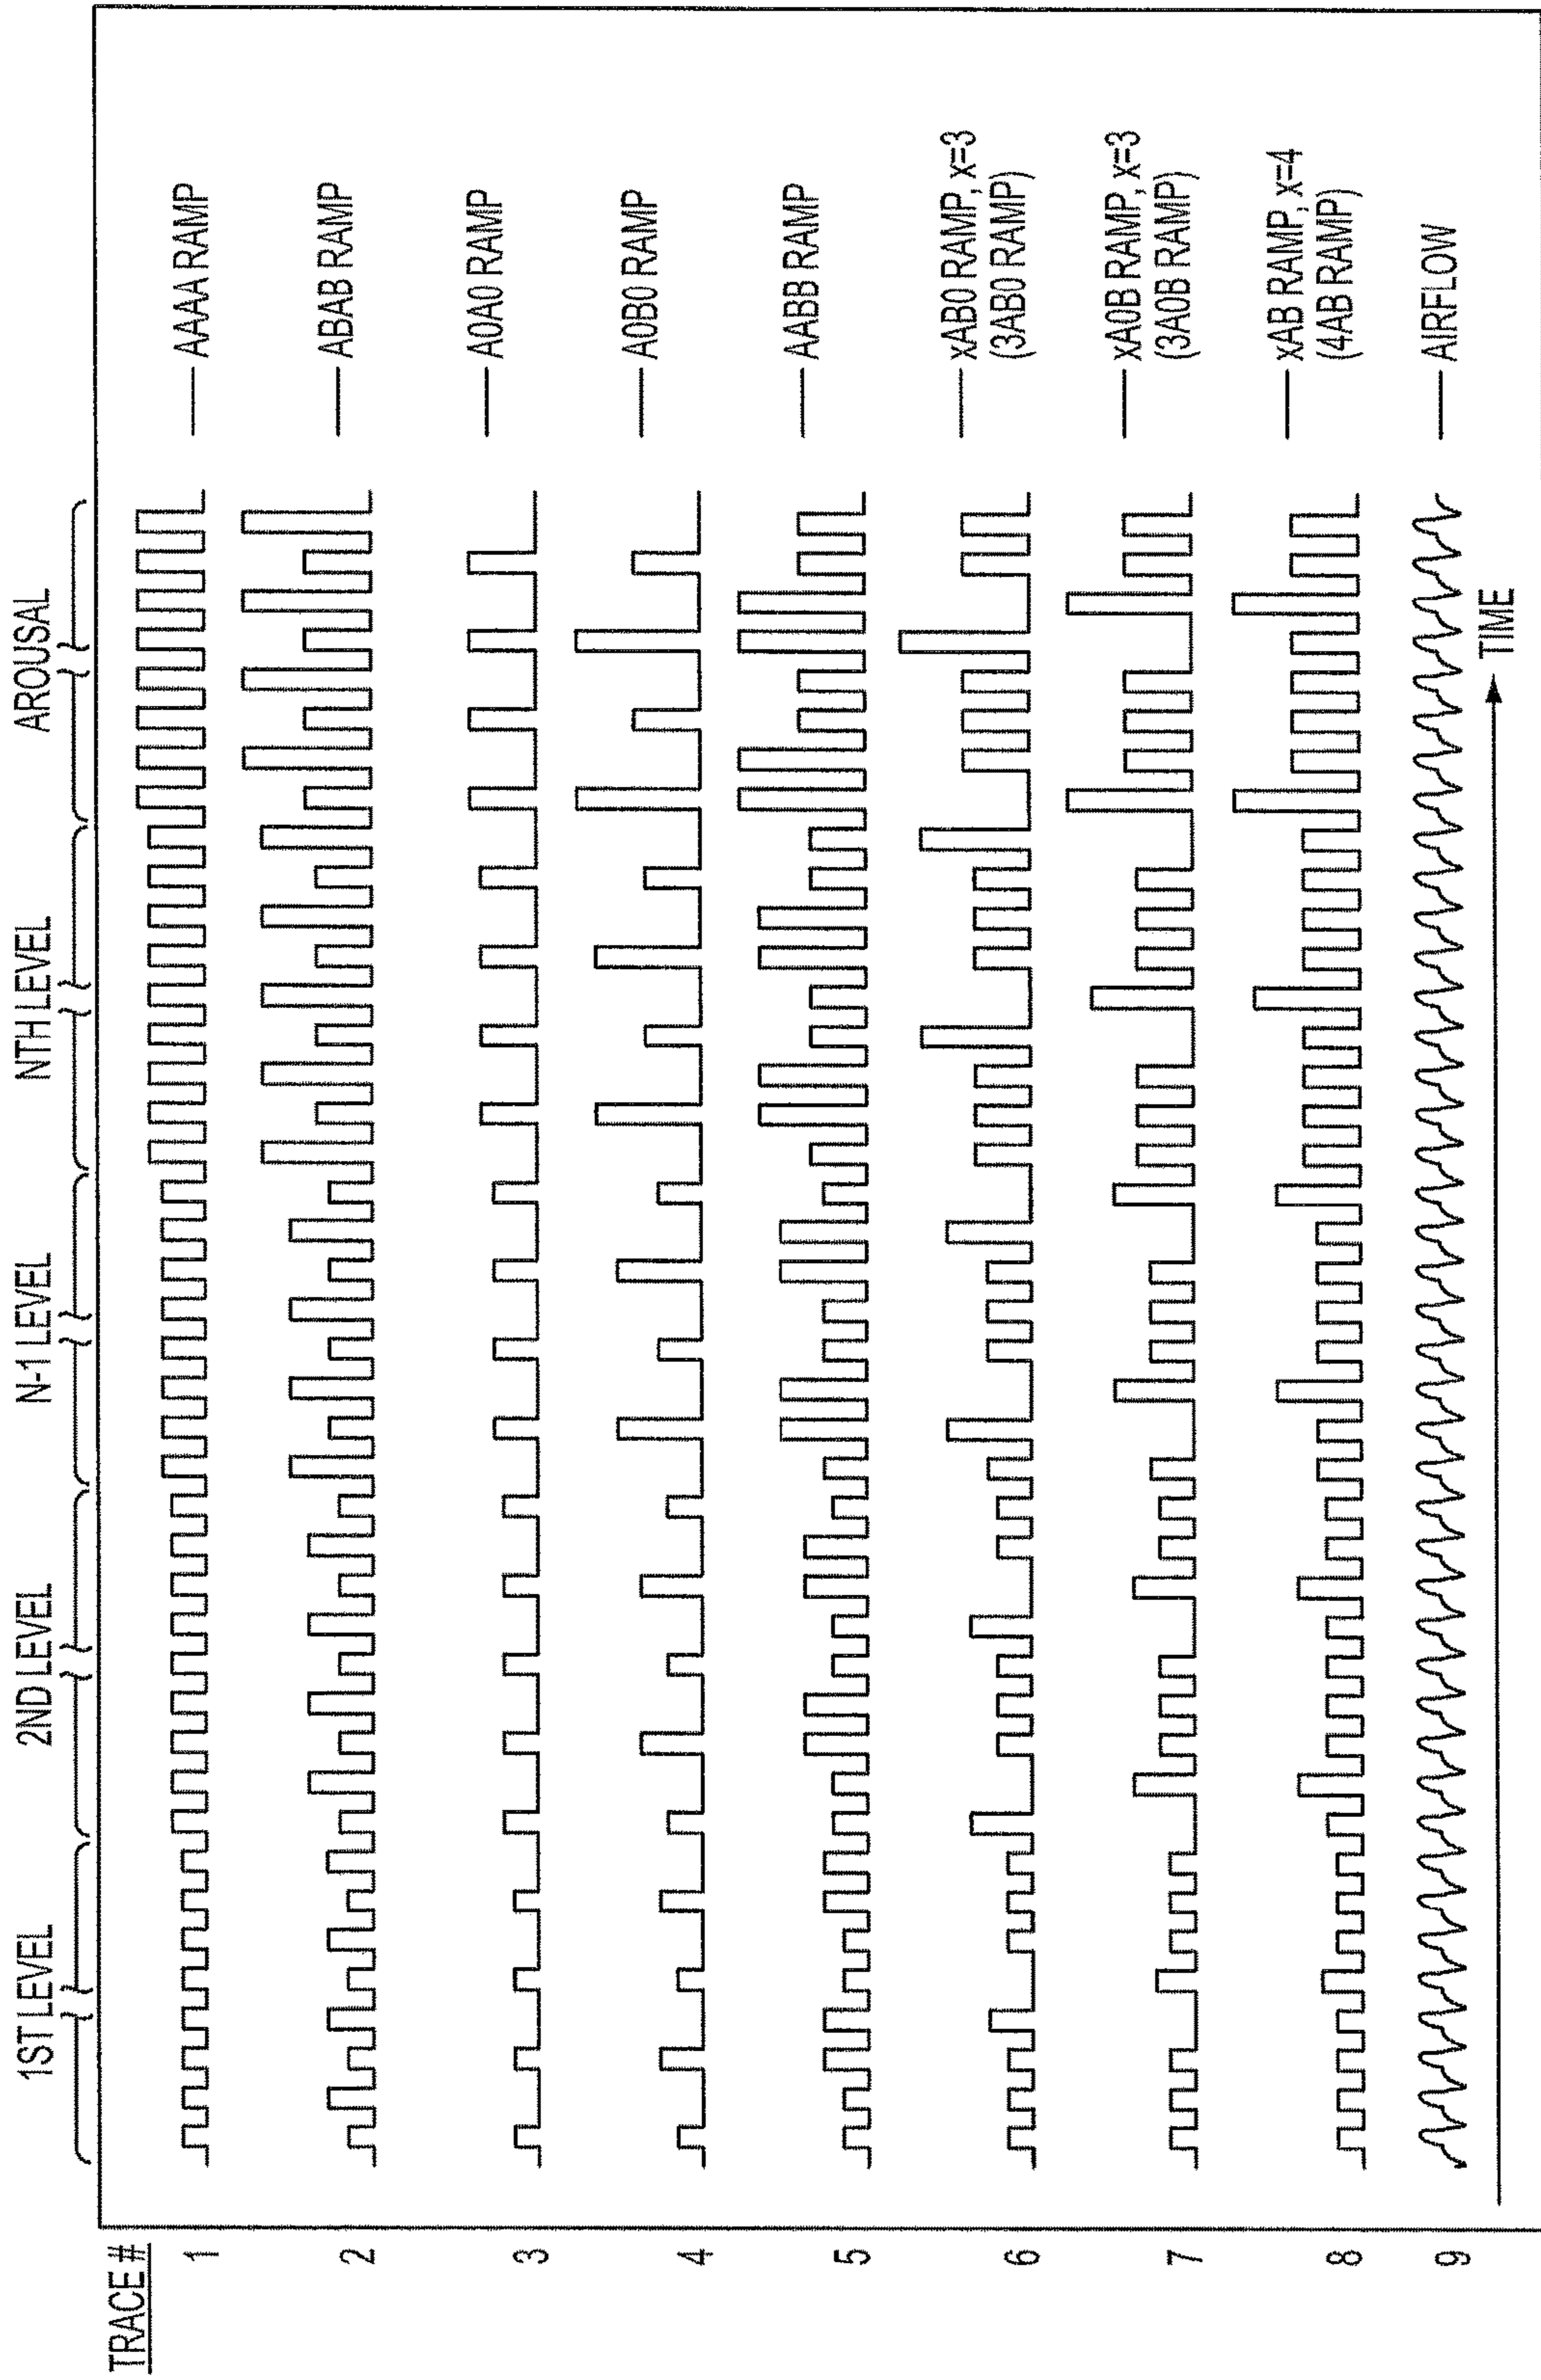 1ST LEVEL
2ND LEVEL
N-1 LEVEL
NTH LEVEL
AROUSAL
TRACE #
1
AAAA RAMP
2
ABAB RAMP
3
A0A0 RAMP
4
A0B0 RAMP
5
AABB RAMP
6
xAB0 RAMP, x=3
(3AB0 RAMP)
7
xA0B RAMP, x=3
(3A0B RAMP)
8
xAB RAMP, x=4
(4AB RAMP)
9
AIRFLOW
TIME